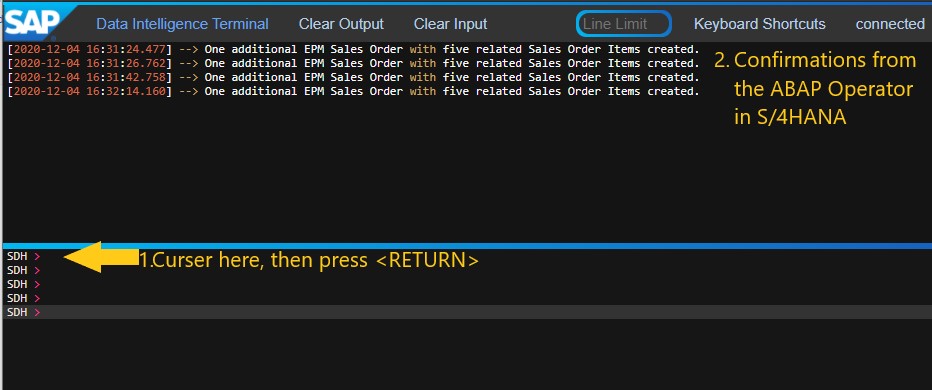 SAP Data Intelligence Terminal Clear Output Clear Input Line Limit Keyboard Shortcuts connected
[2020-12-04 16:31:24.477] --> One additional EPM Sales Order with five related Sales Order Items created.
[2020-12-04 16:31:26.762] --> One additional EPM Sales Order with five related Sales Order Items created.
[2020-12-04 16:31:42.758] --> One additional EPM Sales Order with five related Sales Order Items created.
[2020-12-04 16:32:14.160] --> One additional EPM Sales Order with five related Sales Order Items created.
2. Confirmations from
the ABAP Operator
in S/4HANA
SDH >
1.Curser here, then press <RETURN>
SDH >
SDH >
SDH >
SDH >